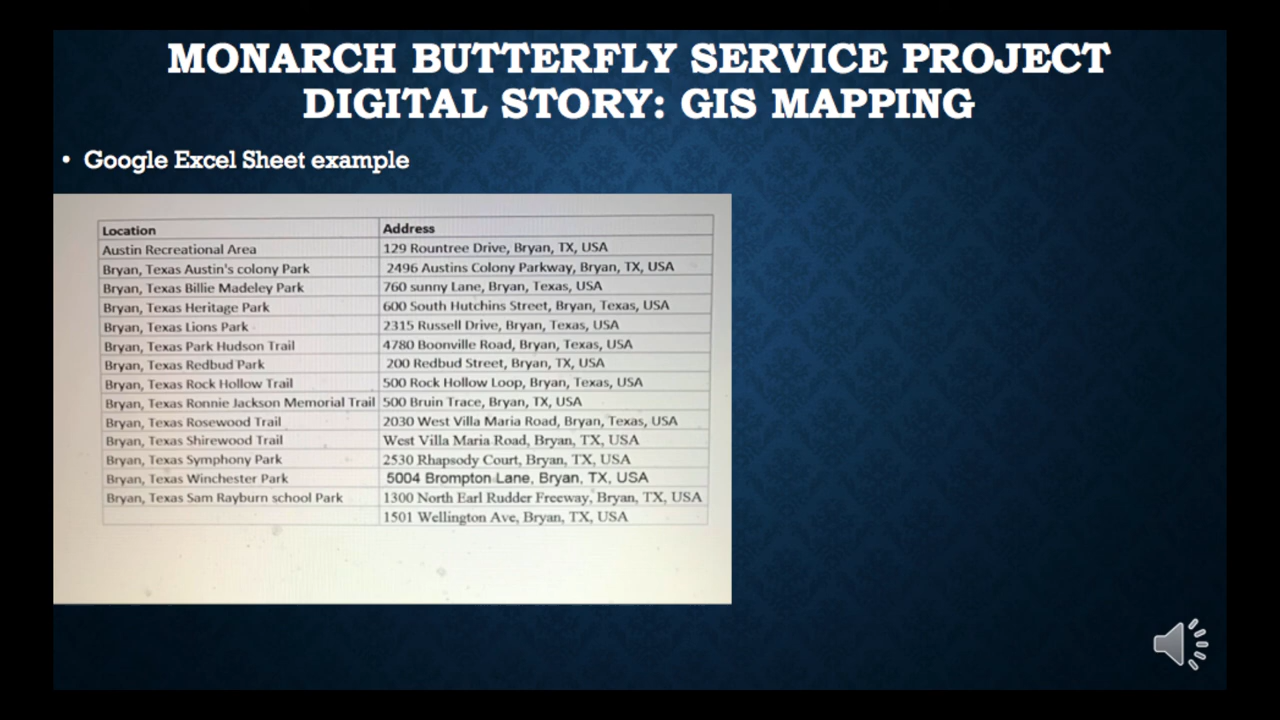 MONARCH BUTTERFLY SERVICE PROJECT
DIGITAL STORY: GIS MAPPING
• Google Excel Sheet example
Location Address
Austin Recreational Area 129 Rountree Drive, Bryan, TX, USA
Bryan, Texas Austin's colony Park 2496 Austins Colony Parkway, Bryan, TX, USA
Bryan, Texas Billie Madeley Park 760 sunny Lane, Bryan, Texas, USA
Bryan, Texas Heritage Park 600 South Hutchins Street, Bryan, Texas, USA
Bryan, Texas Lions Park 2315 Russell Drive, Bryan, Texas, USA
Bryan, Texas Park Hudson Trail 4780 Boonville Road, Bryan, Texas, USA
Bryan, Texas Redbud Park 200 Redbud Street, Bryan, TX, USA
Bryan, Texas Rock Hollow Trail 500 Rock Hollow Loop, Bryan, Texas, USA
Bryan, Texas Ronnie Jackson Memorial Trail 500 Bruin Trace, Bryan, TX, USA
Bryan, Texas Rosewood Trail 2030 West Villa Maria Road, Bryan, Texas, USA
Bryan, Texas Shirewood Trail West Villa Maria Road, Bryan, TX, USA
Bryan, Texas Symphony Park 2530 Rhapsody Court, Bryan, TX, USA
Bryan, Texas Winchester Park 5004 Brompton Lane, Bryan, TX, USA
Bryan, Texas Sam Rayburn school Park 1300 North Earl Rudder Freeway, Bryan, TX, USA
1501 Wellington Ave, Bryan, TX, USA